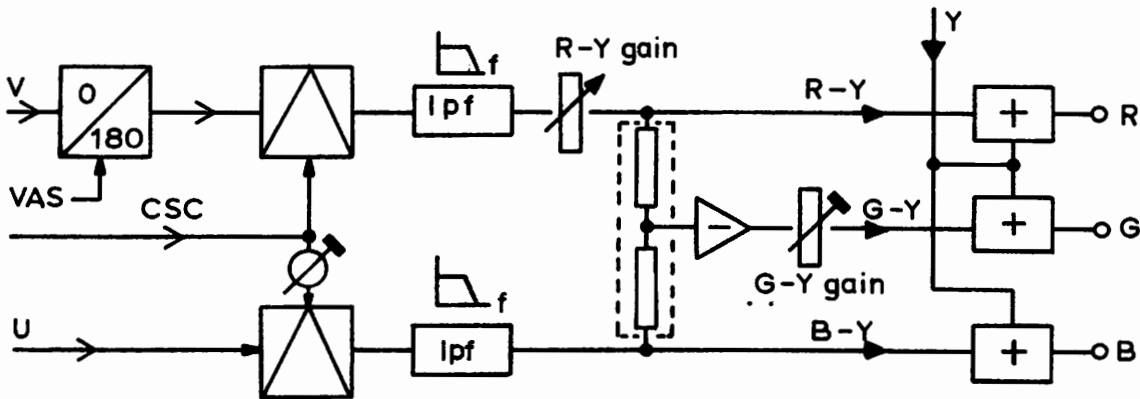 V
0
180
VAS
CSC
U
f
lpf
R-Y gain
R-Y
Y
+
R
-
G-Y
+
G
G-Y gain
f
lpf
B-Y
+
B